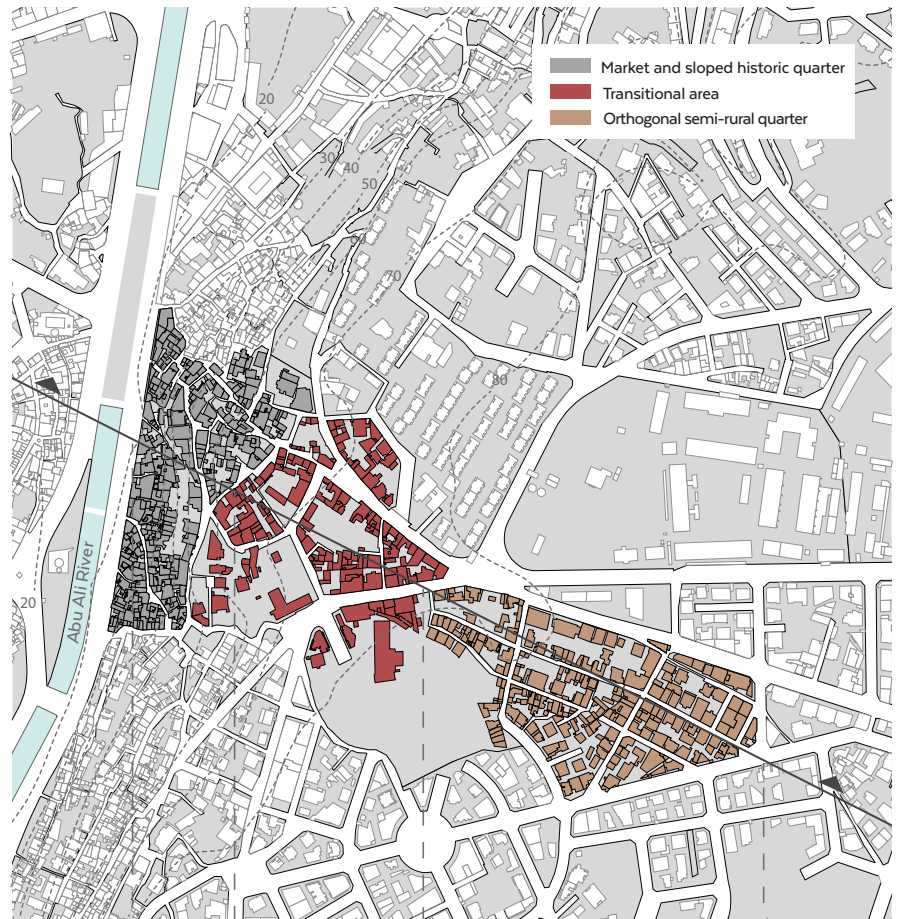 Market and sloped historic quarter
Transitional area
Orthogonal semi-rural quarter
20
30
40
50
60
70
80
20
Abu Ali River